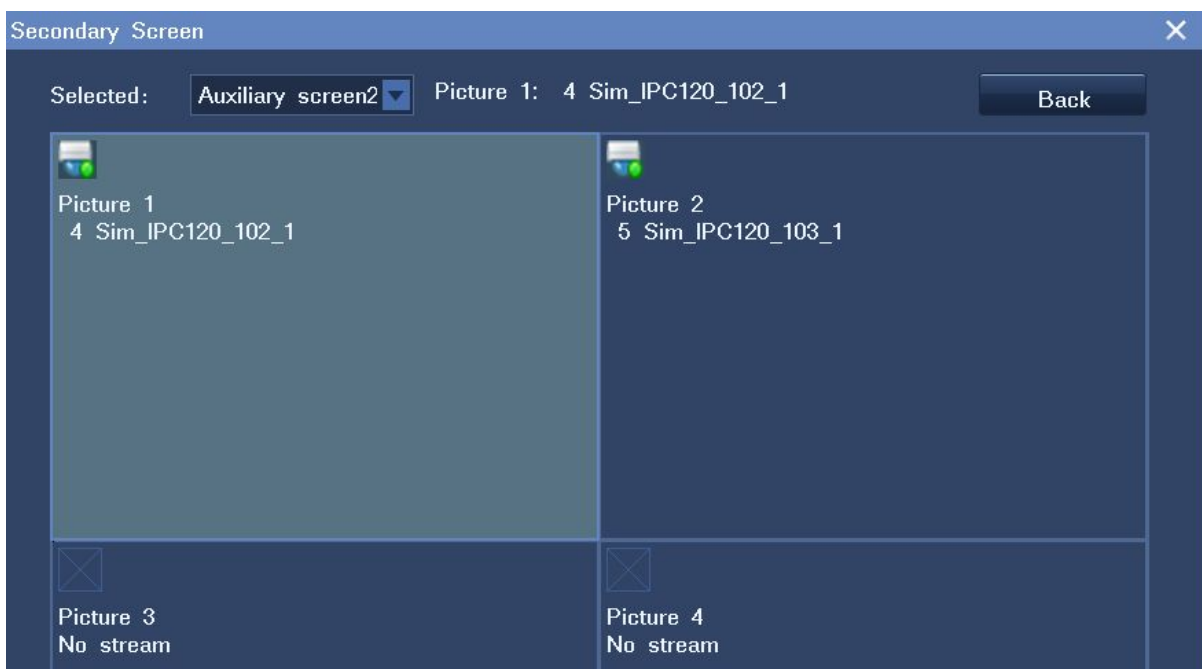 Secondary Screen
Selected: Auxiliary screen2 Picture 1: 4 Sim_IPC120_102_1 Back
Picture 1
4 Sim_IPC120_102_1
Picture 2
5 Sim_IPC120_103_1
Picture 3
No stream
Picture 4
No stream